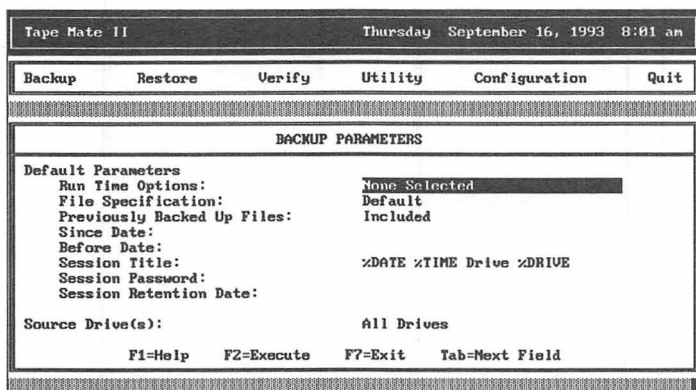 Tape Mate II Thursday September 16, 1993 8:01 am
Backup Restore Verify Utility Configuration Quit
BACKUP PARAMETERS
Default Parameters
Run Time Options: None Selected
File Specification: Default
Previously Backed Up Files: Included
Since Date:
Before Date:
Session Title: %DATE %TIME Drive %DRIVE
Session Password:
Session Retention Date:
Source Drive(s): All Drives
F1=Help F2=Execute F7=Exit Tab=Next Field